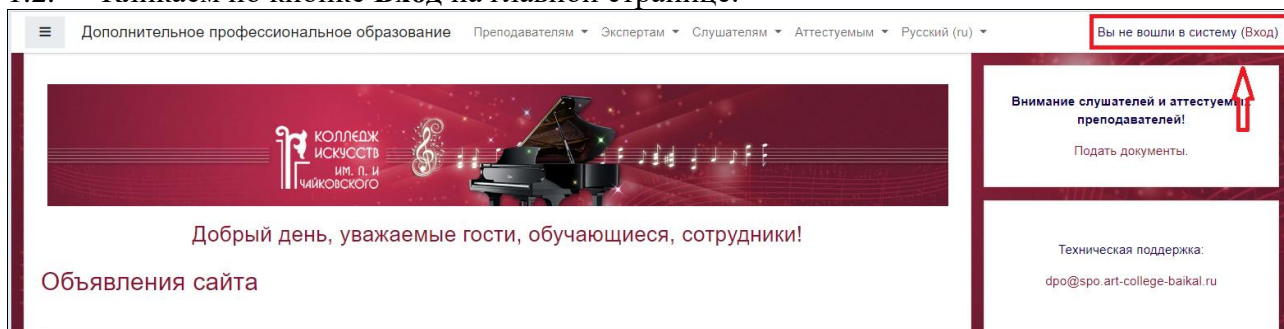 1.2. Кликаем по кнопке Вход на главной странице.
Дополнительное профессиональное образование Преподавателям Экспертам Слушателям Аттестуемым Русский (ru) Вы не вошли в систему (Вход)
Внимание слушателей и аттестуемых
преподавателей!
Подать документы.
КОЛЛЕДЖ
ИСКУССТВ
ИМ. П. И
ЧАЙКОВСКОГО
Добрый день, уважаемые гости, обучающиеся, сотрудники!
Объявления сайта
Техническая поддержка:
dpo@spo.art-college-baikal.ru